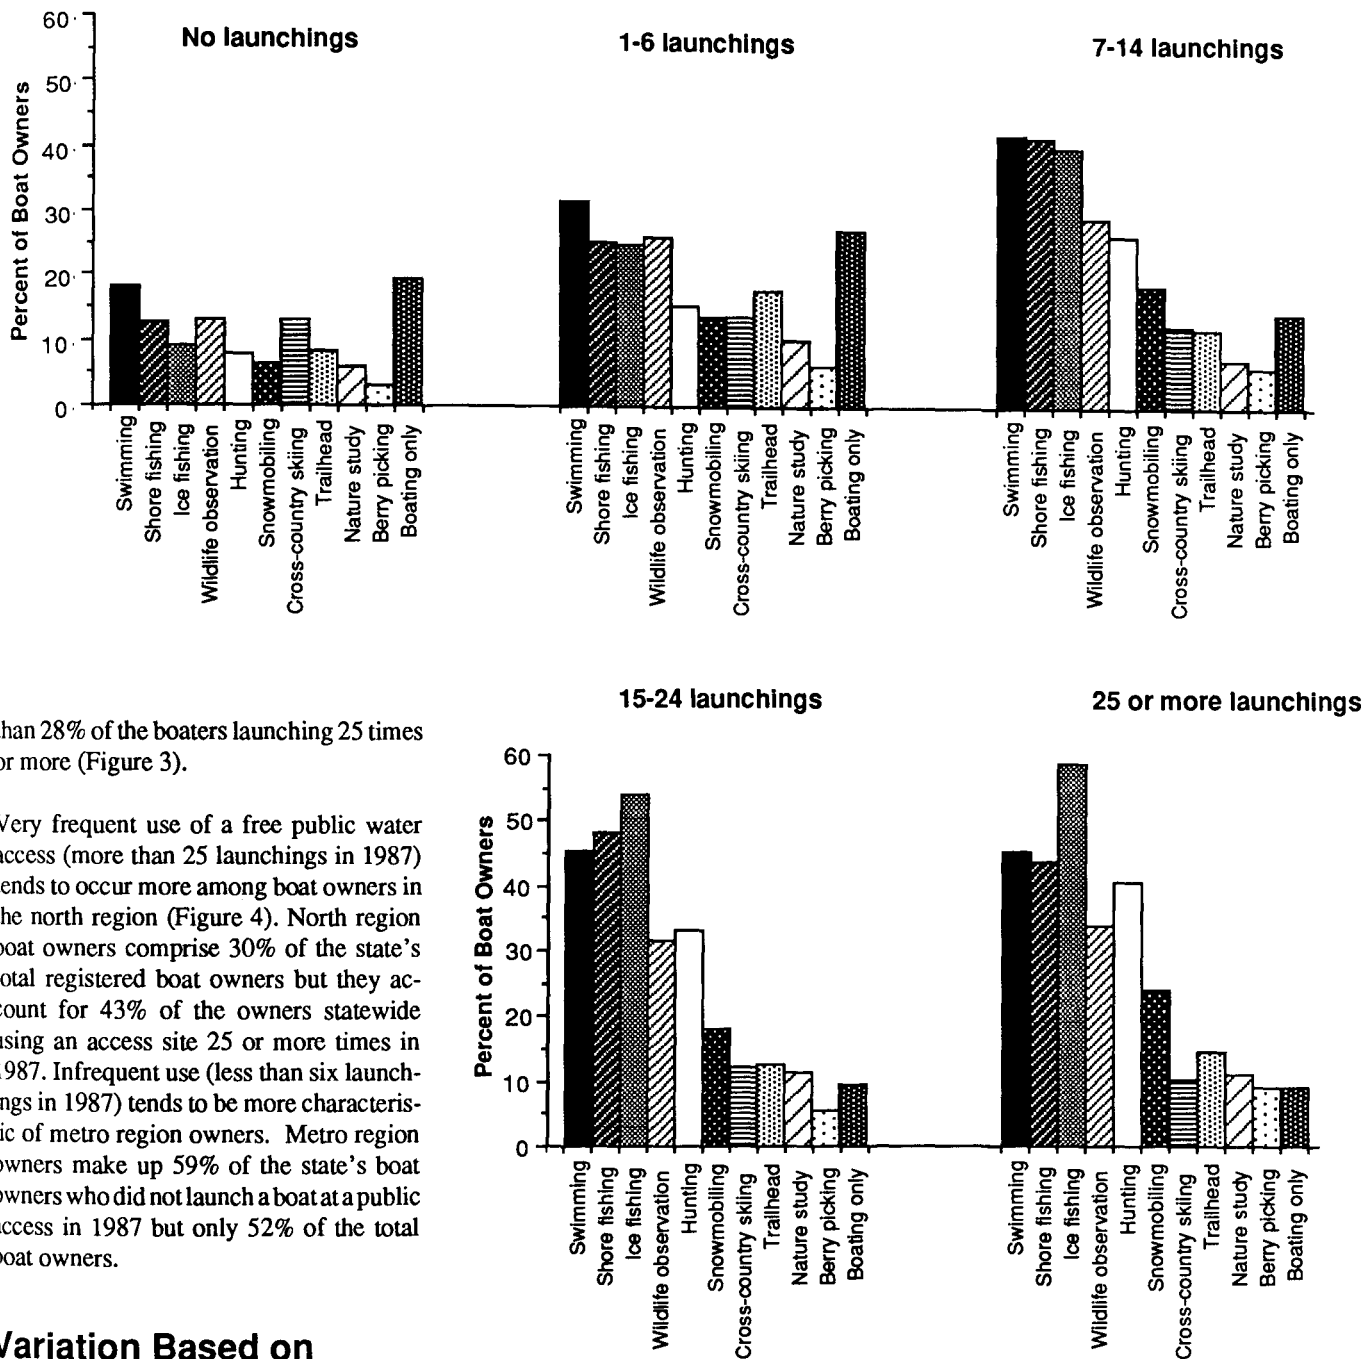 No launchings
1-6 launchings
7-14 launchings
Percent of Boat Owners
60
50
40
30
20
10
0
Swimming
Shore fishing
Ice fishing
Wildlife observation
Hunting
Snowmobiling
Cross-country skiing
Trailhead
Nature study
Berry picking
Boating only
Swimming
Shore fishing
Ice fishing
Wildlife observation
Hunting
Snowmobiling
Cross-country skiing
Trailhead
Nature study
Berry picking
Boating only
Swimming
Shore fishing
Ice fishing
Wildlife observation
Hunting
Snowmobiling
Cross-country skiing
Trailhead
Nature study
Berry picking
Boating only
than 28% of the boaters launching 25 times
or more (Figure 3).
Very frequent use of a free public water
access (more than 25 launchings in 1987)
tends to occur more among boat owners in
the north region (Figure 4). North region
boat owners comprise 30% of the state's
total registered boat owners but they ac-
count for 43% of the owners statewide
using an access site 25 or more times in
1987. Infrequent use (less than six launch-
ings in 1987) tends to be more characteris-
tic of metro region owners. Metro region
owners make up 59% of the state's boat
owners who did not launch a boat at a public
access in 1987 but only 52% of the total
boat owners.
Variation Based on
15-24 launchings
25 or more launchings
Percent of Boat Owners
60
50
40
30
20
10
0
Swimming
Shore fishing
Ice fishing
Wildlife observation
Hunting
Snowmobiling
Cross-country skiing
Trailhead
Nature study
Berry picking
Boating only
Swimming
Shore fishing
Ice fishing
Wildlife observation
Hunting
Snowmobiling
Cross-country skiing
Trailhead
Nature study
Berry picking
Boating only